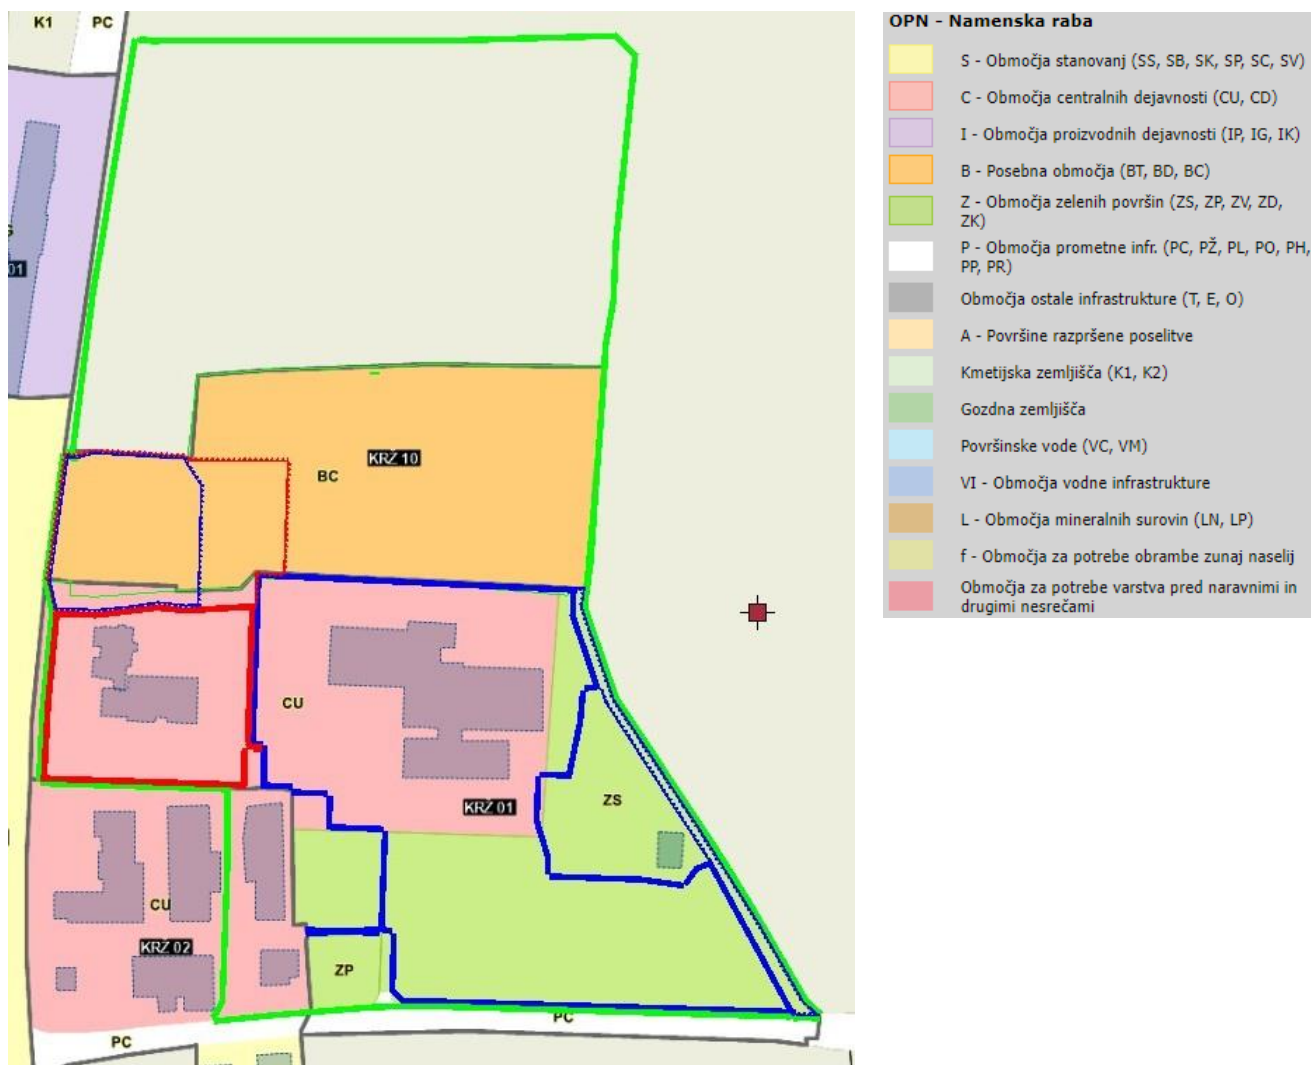 K1
PC
S
01
KRŽ 10
BC
CU
KRŽ 01
ZS
CU
KRŽ 02
ZP
PC
PC
OPN - Namenska raba
S - Območja stanovanj (SS, SB, SK, SP, SC, SV)
C - Območja centralnih dejavnosti (CU, CD)
I - Območja proizvodnih dejavnosti (IP, IG, IK)
B - Posebna območja (BT, BD, BC)
Z - Območja zelenih površin (ZS, ZP, ZV, ZD,
ZK)
P - Območja prometne infr. (PC, PŽ, PL, PO, PH,
PP, PR)
Območja ostale infrastrukture (T, E, O)
A - Površine razpršene poselitve
Kmetijska zemljišča (K1, K2)
Gozdna zemljišča
Površinske vode (VC, VM)
VI - Območja vodne infrastrukture
L - Območja mineralnih surovin (LN, LP)
f - Območja za potrebe obrambe zunaj naselij
Območja za potrebe varstva pred naravnimi in
drugimi nesrečami